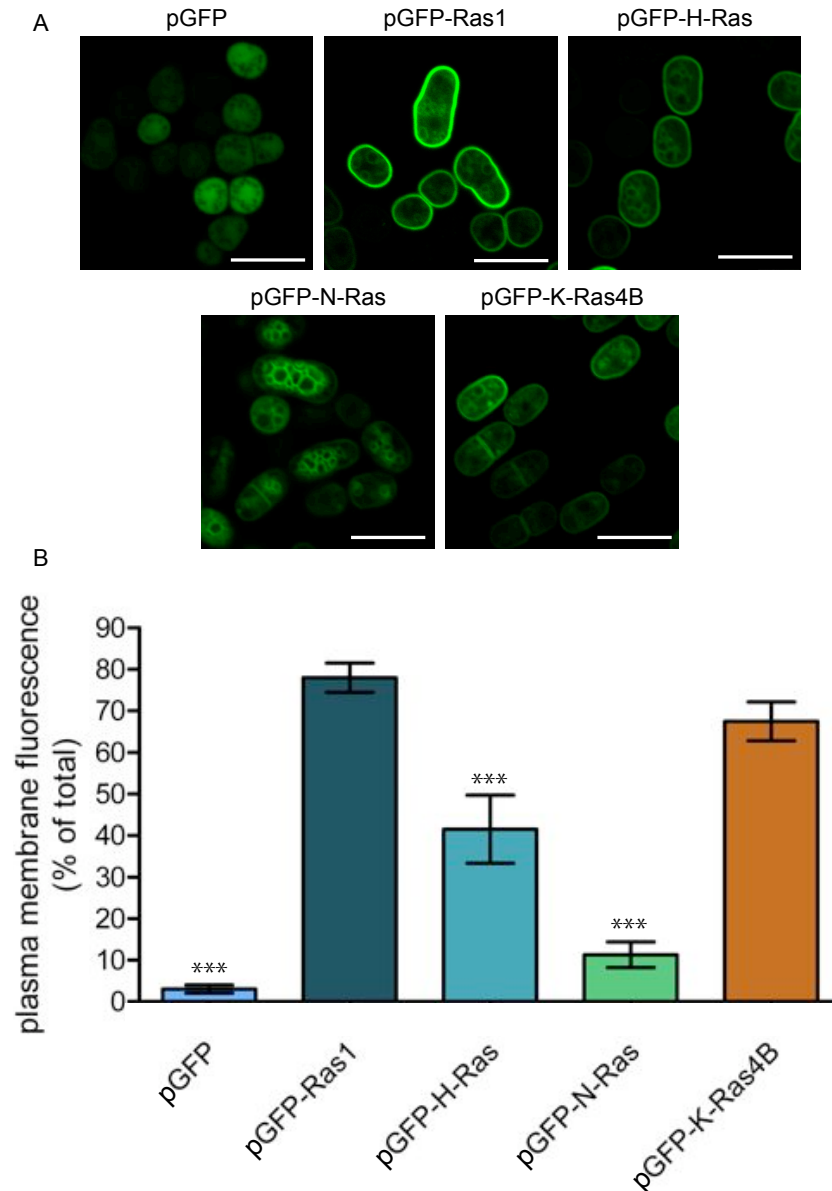 A
pGFP
pGFP-Ras1
pGFP-H-Ras
pGFP-N-Ras
pGFP-K-Ras4B
B
plasma membrane fluorescence
(% of total)
90
80
70
60
50
40
30
20
10
0
***
***
***
pGFP
pGFP-Ras1
pGFP-H-Ras
pGFP-N-Ras
pGFP-K-Ras4B